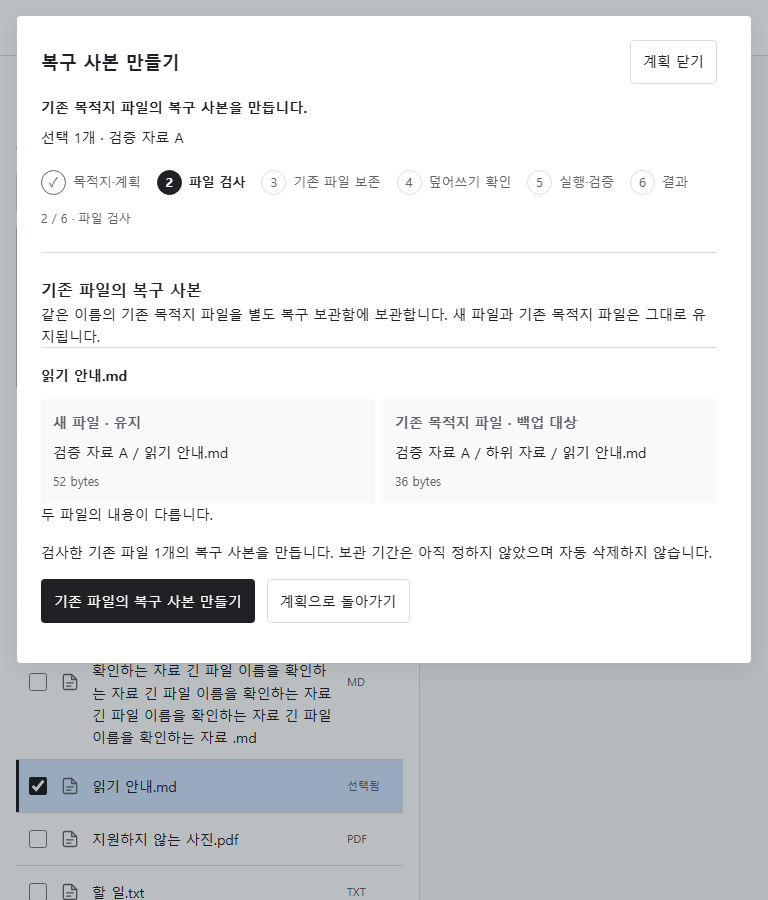 복구 사본 만들기
계획 닫기
기존 목적지 파일의 복구 사본을 만듭니다.
선택 1개 · 검증 자료 A
✓ 목적지·계획 2 파일 검사 3 기존 파일 보존 4 덮어쓰기 확인 5 실행·검증 6 결과
2 / 6 · 파일 검사
기존 파일의 복구 사본
같은 이름의 기존 목적지 파일을 별도 복구 보관함에 보관합니다. 새 파일과 기존 목적지 파일은 그대로 유
지됩니다.
읽기 안내.md
새 파일 · 유지
검증 자료 A / 읽기 안내.md
52 bytes
기존 목적지 파일 · 백업 대상
검증 자료 A / 하위 자료 / 읽기 안내.md
36 bytes
두 파일의 내용이 다릅니다.
검사한 기존 파일 1개의 복구 사본을 만듭니다. 보관 기간은 아직 정하지 않았으며 자동 삭제하지 않습니다.
기존 파일의 복구 사본 만들기
계획으로 돌아가기
확인하는 자료 긴 파일 이름을 확인하
는 자료 긴 파일 이름을 확인하는 자료
긴 파일 이름을 확인하는 자료 긴 파일
이름을 확인하는 자료 .md
MD
읽기 안내.md
선택됨
지원하지 않는 사진.pdf
PDF
할 일.txt
TXT